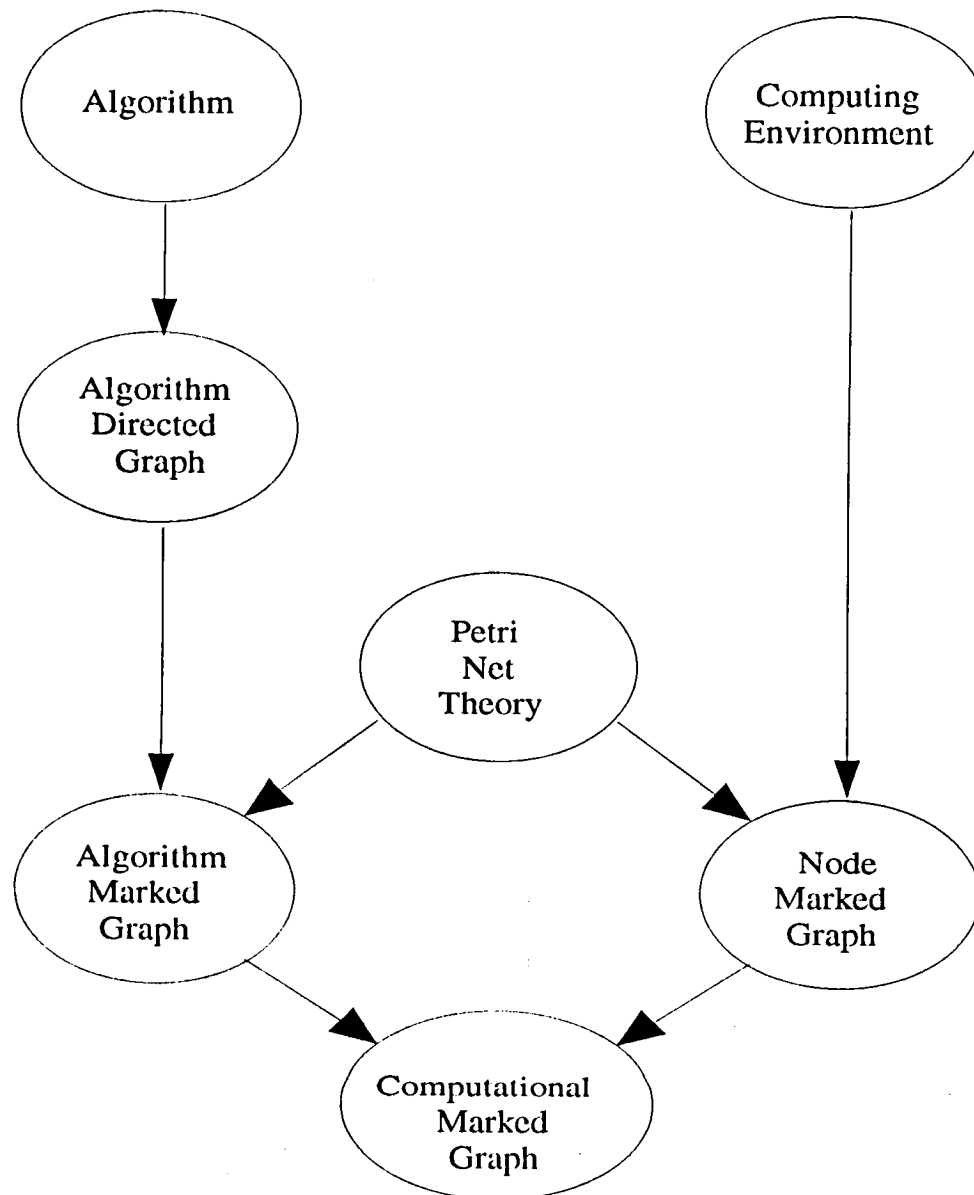 Algorithm
Computing
Environment
Algorithm
Directed
Graph
Petri
Net
Theory
Algorithm
Marked
Graph
Node
Marked
Graph
Computational
Marked
Graph